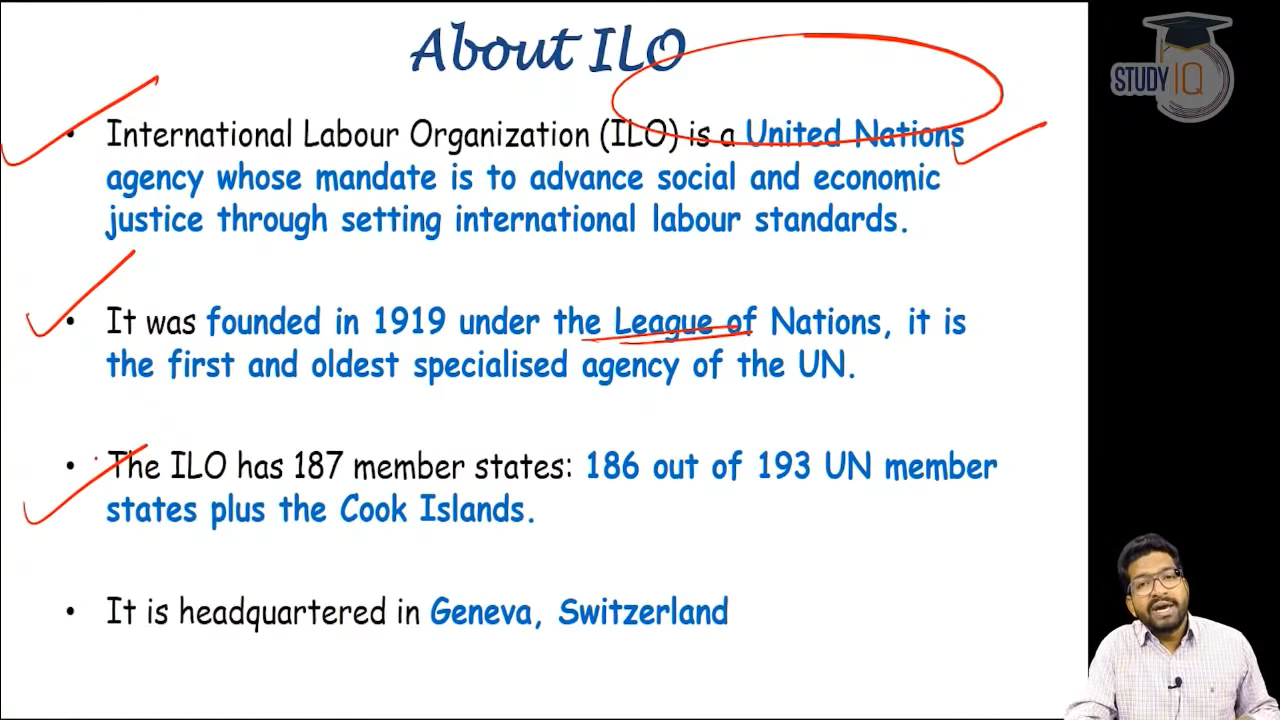 About ILO
STUDY IQ
• International Labour Organization (ILO) is a United Nations
agency whose mandate is to advance social and economic
justice through setting international labour standards.
• It was founded in 1919 under the League of Nations, it is
the first and oldest specialised agency of the UN.
• The ILO has 187 member states: 186 out of 193 UN member
states plus the Cook Islands.
• It is headquartered in Geneva, Switzerland